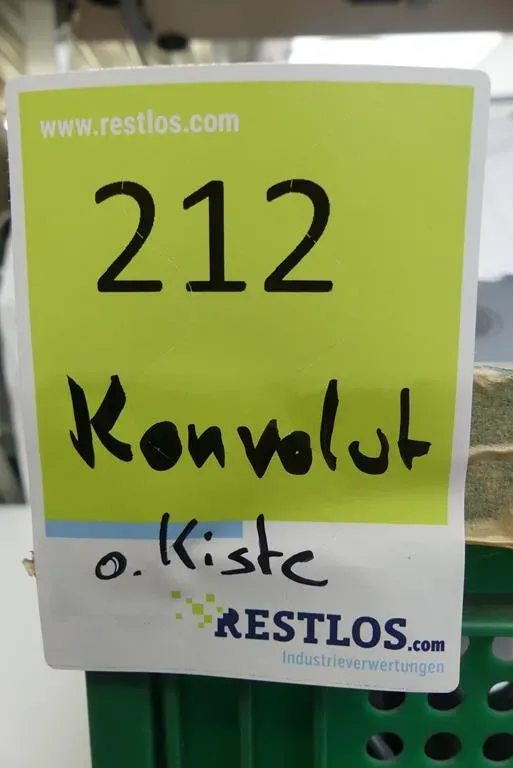 www.restlos.com
212
Konvolut
o. Kiste
RESTLOS.com
Industrieverwertungen